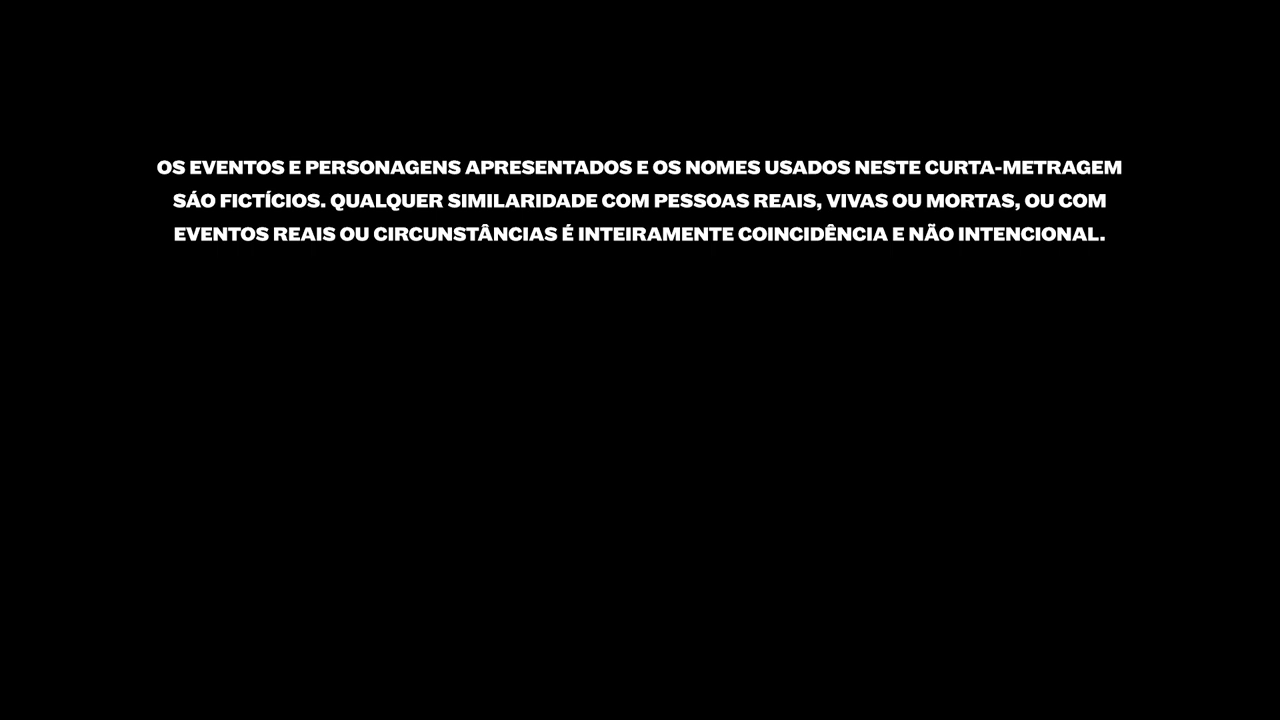 OS EVENTOS E PERSONAGENS APRESENTADOS E OS NOMES USADOS NESTE CURTA-METRAGEM
SÁO FICTÍCIOS. QUALQUER SIMILARIDADE COM PESSOAS REAIS, VIVAS OU MORTAS, OU COM
EVENTOS REAIS OU CIRCUNSTÂNCIAS É INTEIRAMENTE COINCIDÊNCIA E NÃO INTENCIONAL.